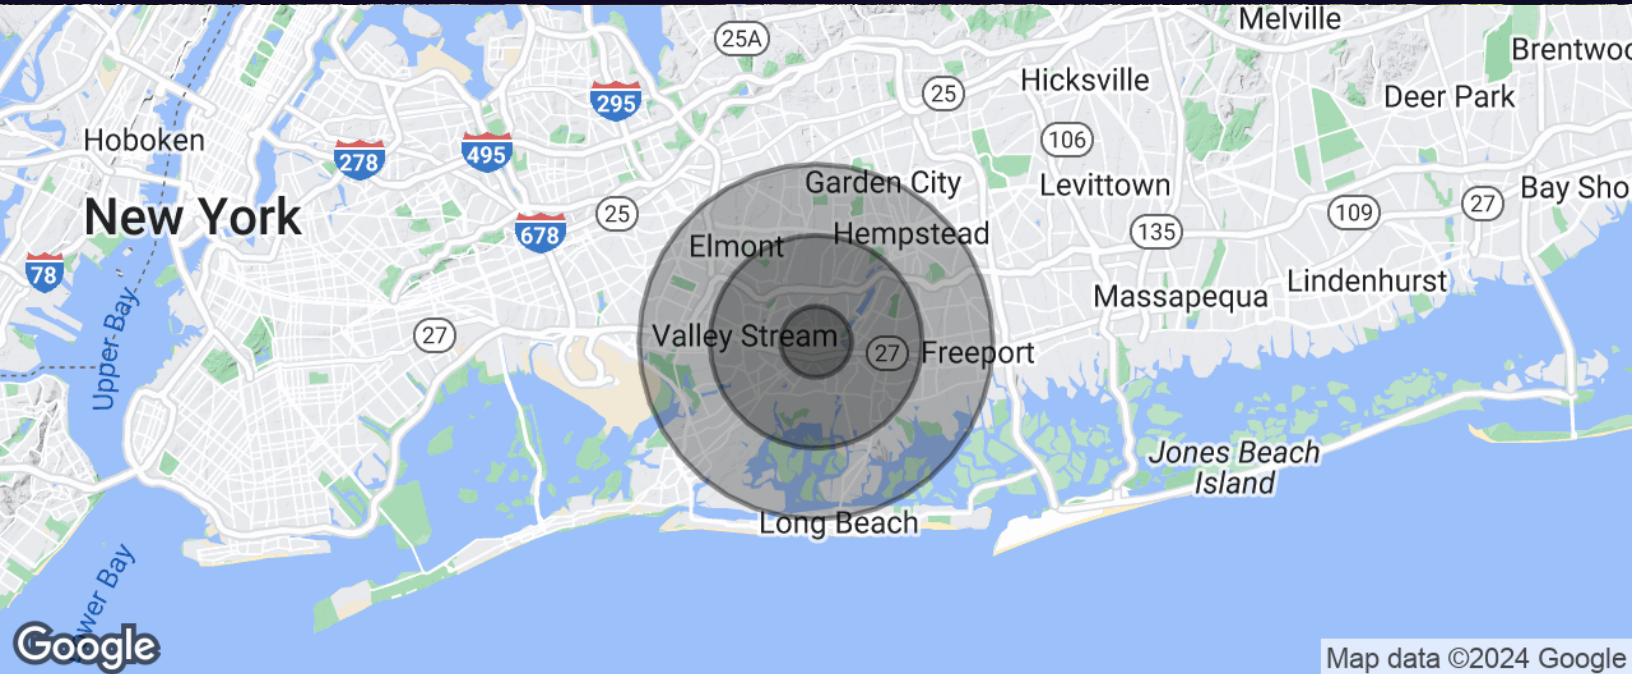 Melville
25A
Brentwoo
Hicksville
25
295
Deer Park
Hoboken
106
495
278
Garden City
Levittown
Bay Sho
New York
25
109
27
678
Elmont
Hempstead
135
78
Lindenhurst
Massapequa
Upper Bay
27
Valley Stream
27
Freeport
Jones Beach
Island
Long Beach
ower Bay
Google
Map data ©2024 Google